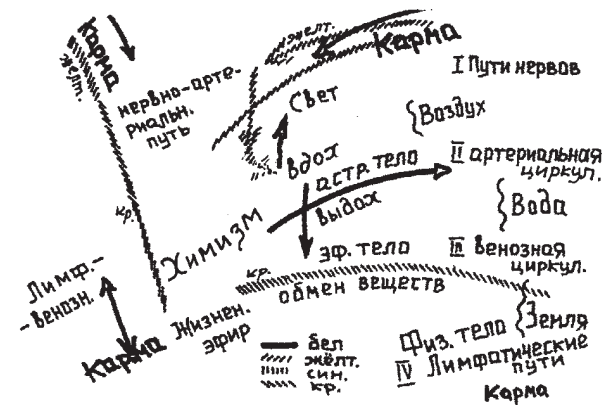 Карма
жёлт.
нервно-арте-
риальн.
путь
кр.
Лимф.-
-венозн.
Карма
жёлт.
Карма
Свет
вдох
астр. тело
выдох
Химизм
эф. тело
кр.
обмен веществ
Жизнен.
эфир
I Пути нервов
Воздух
II артериальная
циркул.
Вода
III венозная
циркул.
Земля
Физ. тело
IV Лимфатические
пути
Карма
бел
жёлт.
син.
кр.